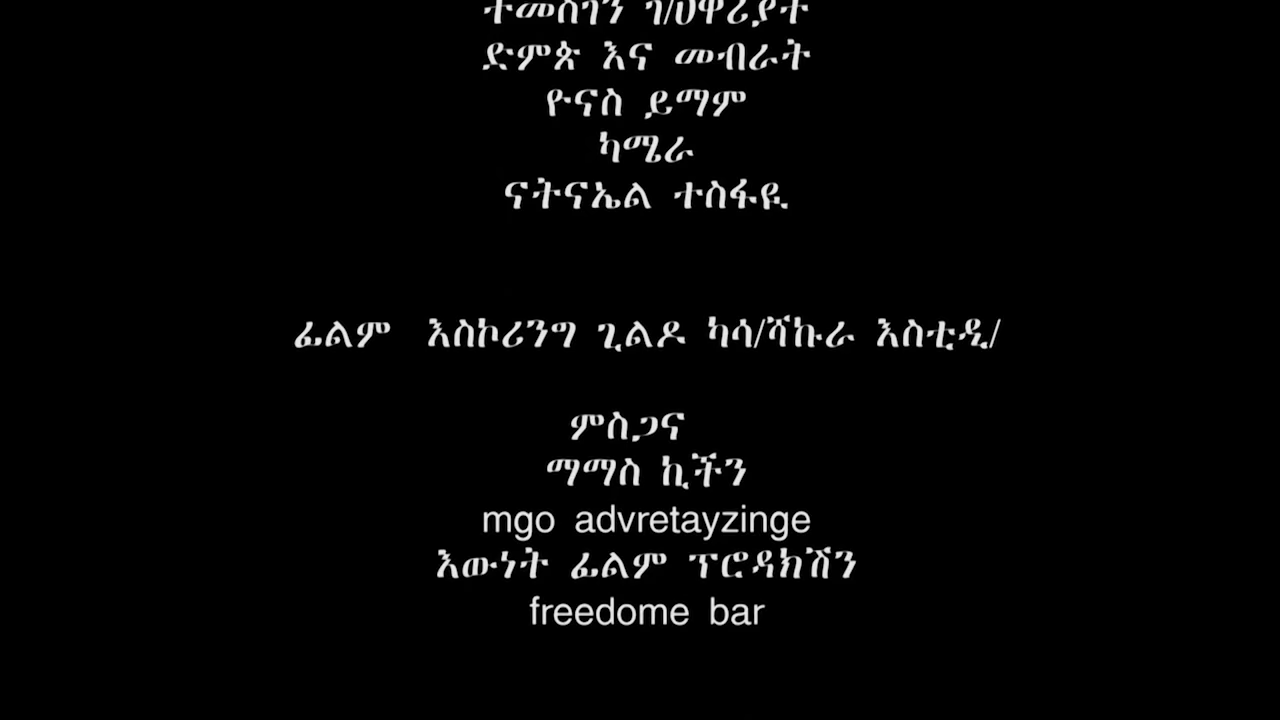 ተመስገን ገ/ሀዋሪያት
ድምጽ እና መብራት
ዮናስ ይማም
ካሜራ
ናትናኤል ተስፋዬ
ፊልም እስኮሪንግ ጊልዶ ካሳ/ሻኩራ እስቲዲ/
ምስጋና
ማማስ ኪችን
mgo advretayzinge
እውነት ፊልም ፕሮዳክሽን
freedome bar